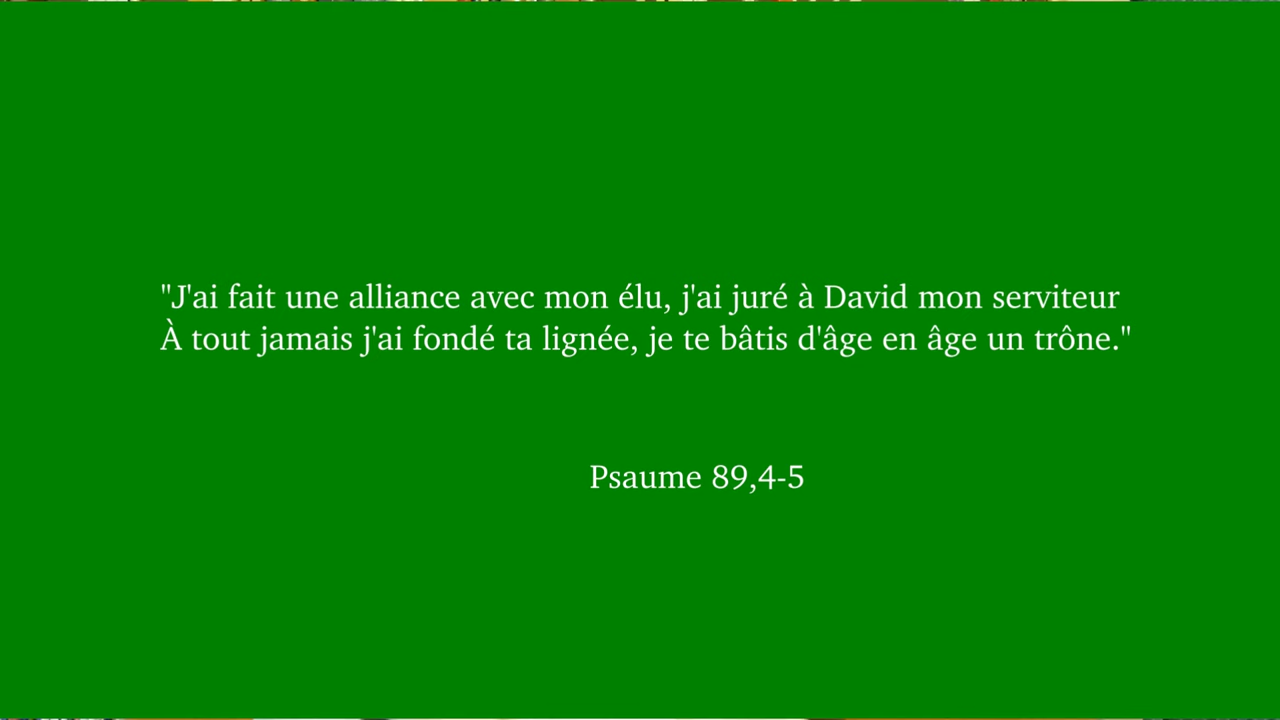 "J'ai fait une alliance avec mon élu, j'ai juré à David mon serviteur
À tout jamais j'ai fondé ta lignée, je te bâtis d'âge en âge un trône."
Psaume 89,4-5